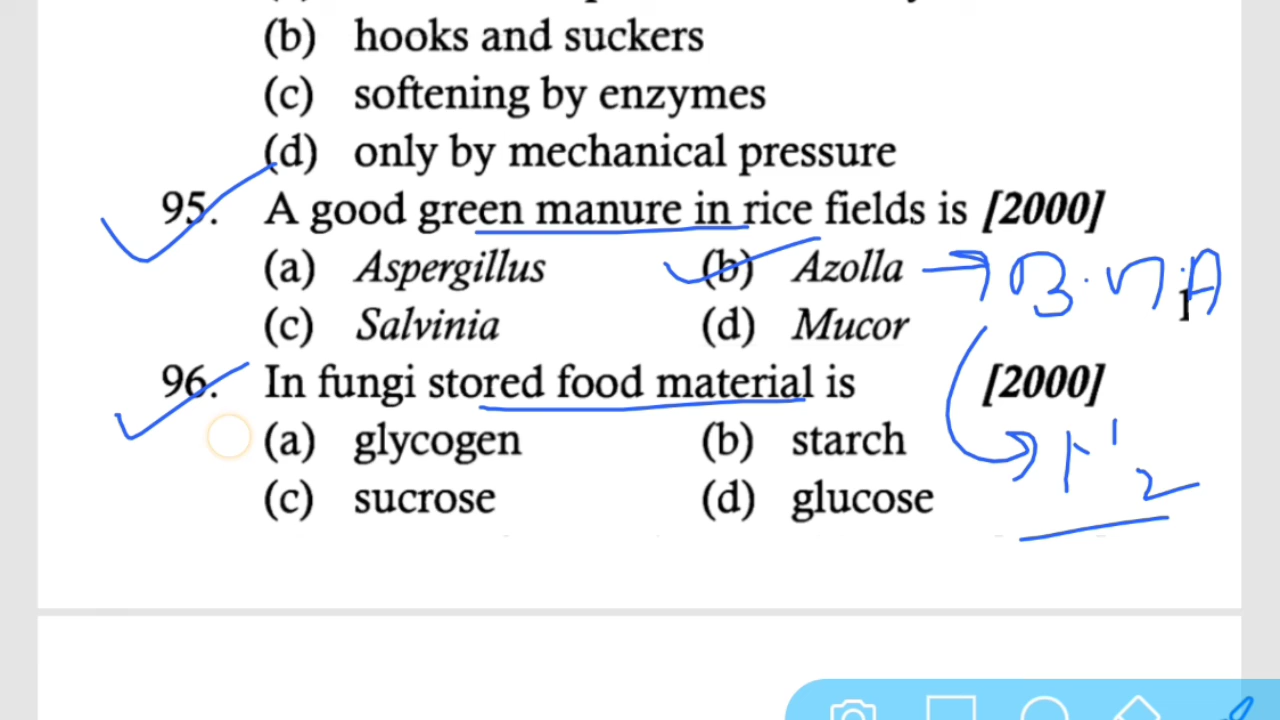 (b) hooks and suckers
(c) softening by enzymes
(d) only by mechanical pressure
95. A good green manure in rice fields is [2000]
(a) Aspergillus (b) Azolla
(c) Salvinia (d) Mucor
96. In fungi stored food material is [2000]
(a) glycogen (b) starch
(c) sucrose (d) glucose